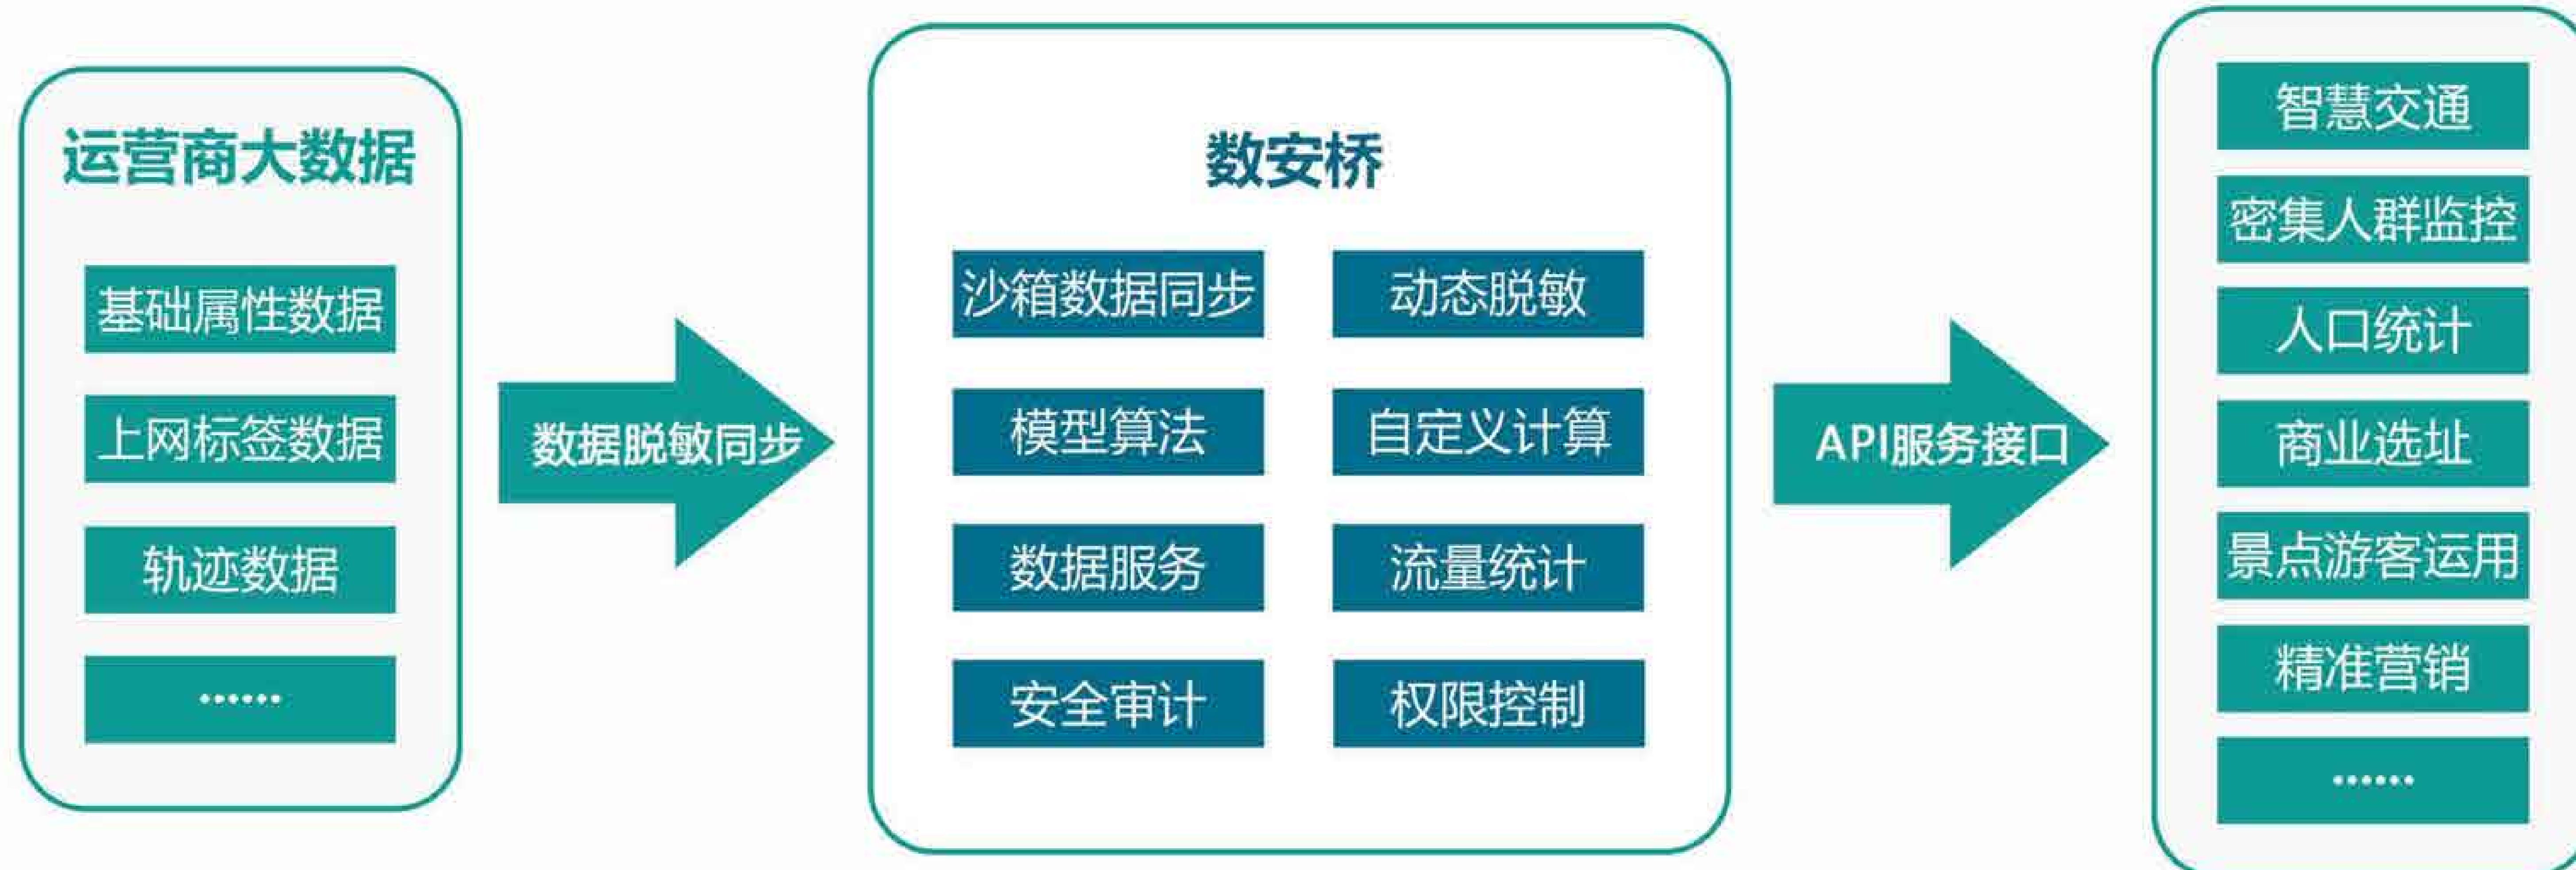 运营商大数据
基础属性数据
上网标签数据
轨迹数据
……
数据脱敏同步
数安桥
沙箱数据同步
动态脱敏
模型算法
自定义计算
数据服务
流量统计
安全审计
权限控制
API服务接口
智慧交通
密集人群监控
人口统计
商业选址
景点游客运用
精准营销
……